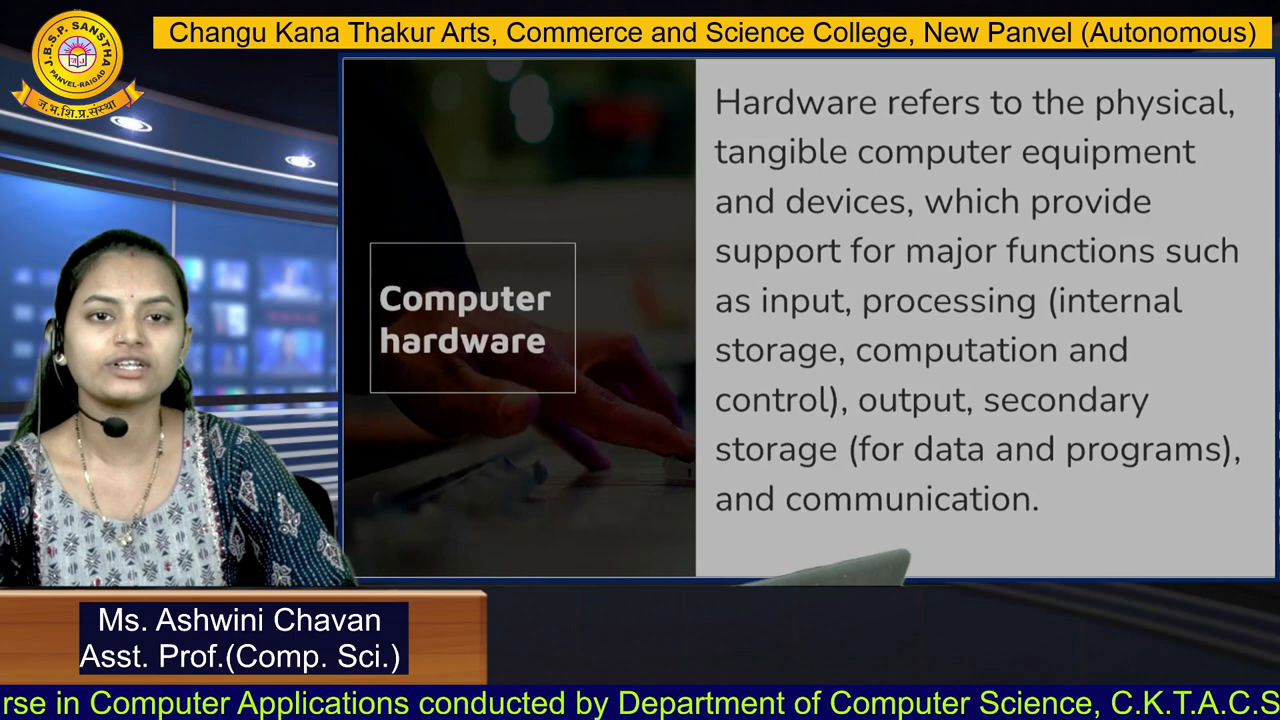 Changu Kana Thakur Arts, Commerce and Science College, New Panvel (Autonomous)
J.B.S.P. SANSTHA
PANVEL-RAIGAD
ज.भ.शि.प्र.संस्था
Hardware refers to the physical,
tangible computer equipment
and devices, which provide
support for major functions such
as input, processing (internal
storage, computation and
control), output, secondary
storage (for data and programs),
and communication.
Computer
hardware
Ms. Ashwini Chavan
Asst. Prof.(Comp. Sci.)
rse in Computer Applications conducted by Department of Computer Science, C.K.T.A.C.S